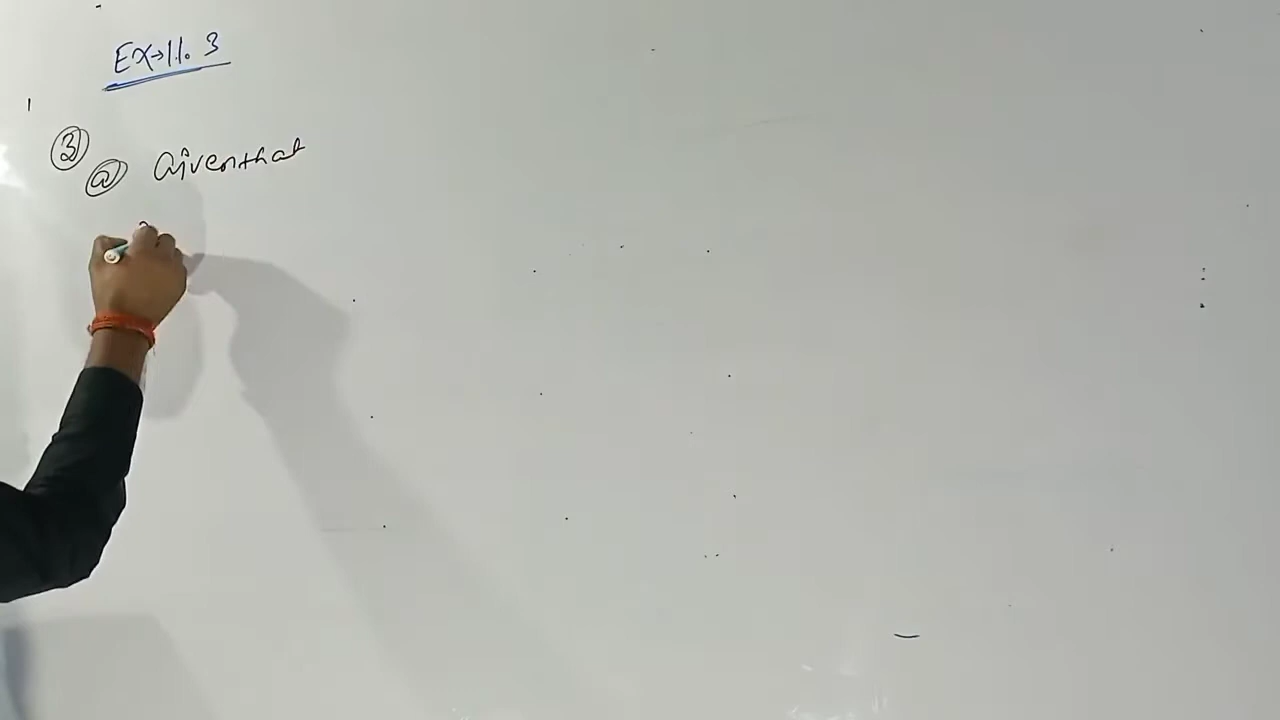 Ex→11.3
③
ⓐ Given that